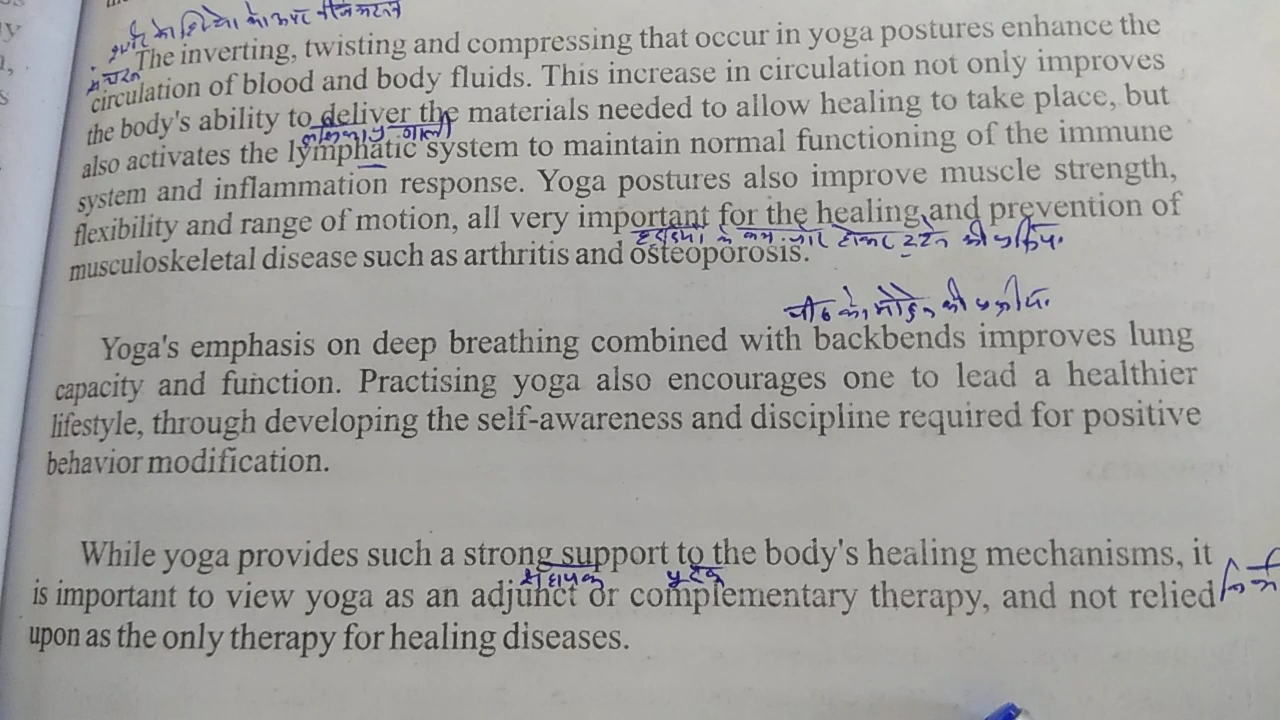 The inverting, twisting and compressing that occur in yoga postures enhance the
circulation of blood and body fluids. This increase in circulation not only improves
the body's ability to deliver the materials needed to allow healing to take place, but
also activates the lymphatic system to maintain normal functioning of the immune
system and inflammation response. Yoga postures also improve muscle strength,
flexibility and range of motion, all very important for the healing and prevention of
musculoskeletal disease such as arthritis and osteoporosis.
Yoga's emphasis on deep breathing combined with backbends improves lung
capacity and function. Practising yoga also encourages one to lead a healthier
lifestyle, through developing the self-awareness and discipline required for positive
behavior modification.
While yoga provides such a strong support to the body's healing mechanisms, it
सहायक पूरक
is important to view yoga as an adjunct or complementary therapy, and not relied
upon as the only therapy for healing diseases.